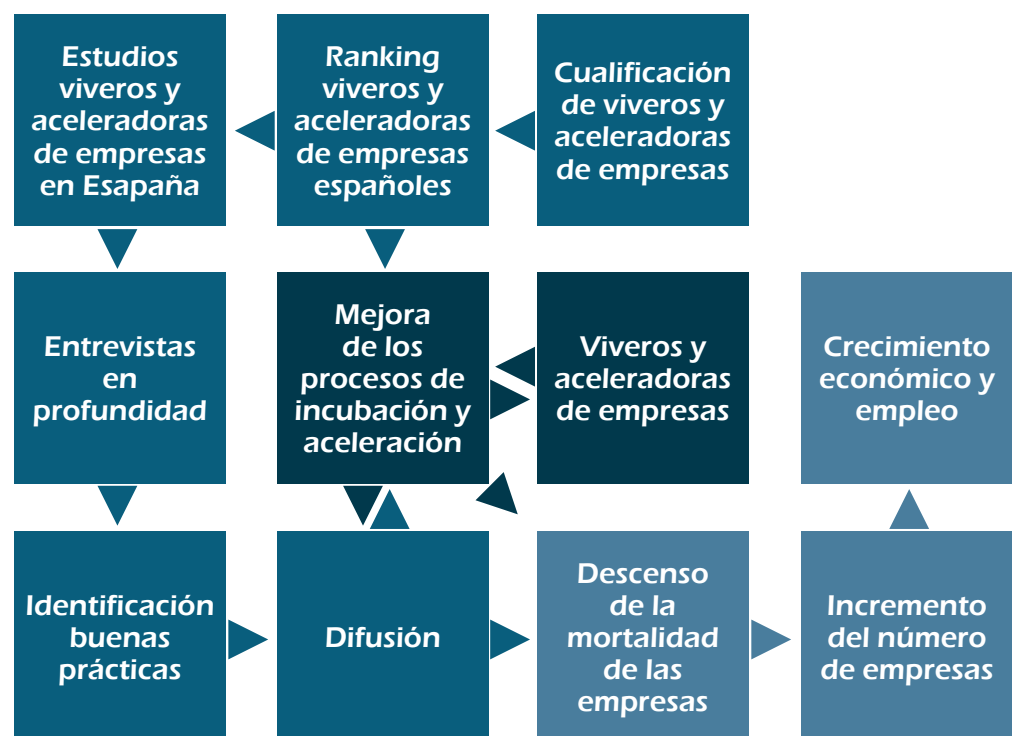 Estudios
viveros y
aceleradoras
de empresas
en Esapaña
Ranking
viveros y
aceleradoras
de empresas
españoles
Cualificación
de viveros y
aceleradoras
de empresas
Entrevistas
en
profundidad
Mejora
de los
procesos de
incubación y
aceleración
Viveros y
aceleradoras
de empresas
Crecimiento
económico y
empleo
Identificación
buenas
prácticas
Difusión
Descenso
de la
mortalidad
de las
empresas
Incremento
del número
de empresas